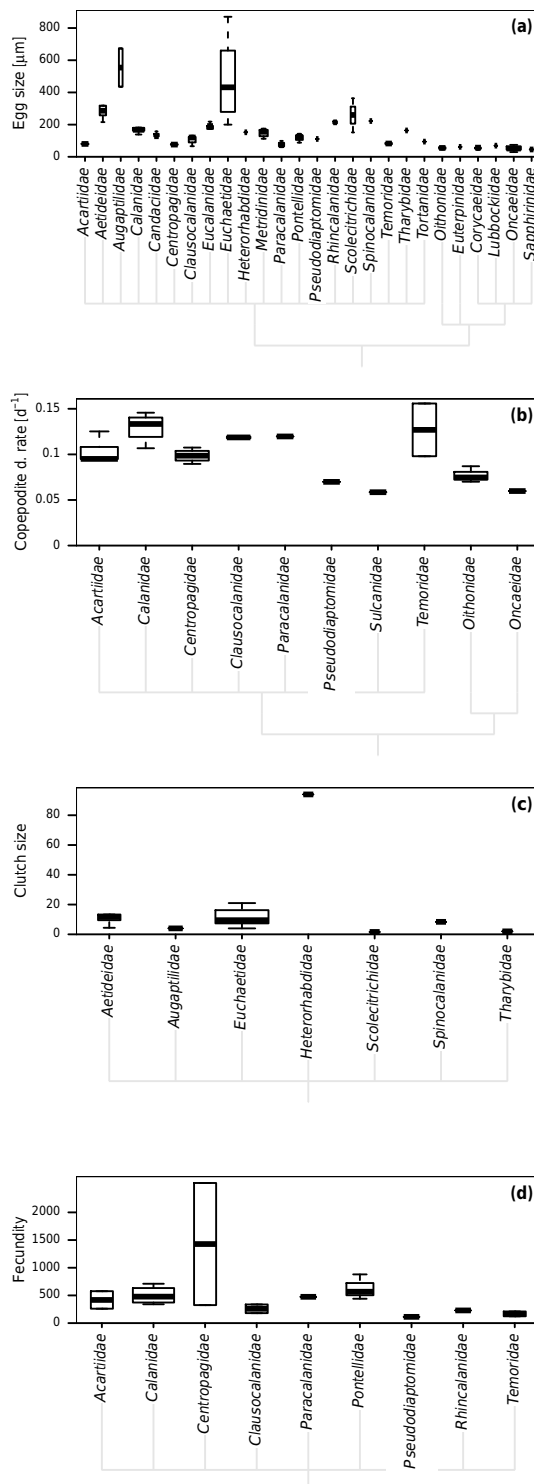 (a)
Egg size [µm]
800
600
400
200
0
Acartiidae
Aetideidae
Augaptilidae
Calanidae
Candaciidae
Centropagidae
Clausocalanidae
Eucalanidae
Euchaetidae
Heterorhabdidae
Metridinidae
Paracalanidae
Pontellidae
Pseudodiaptomidae
Rhincalanidae
Scolecitrichidae
Spinocalanidae
Temoridae
Tharybidae
Tortanidae
Oithonidae
Euterpinidae
Corycaeidae
Lubbockiidae
Oncaeidae
Sapphirinidae
(b)
Copepodite d. rate [d⁻¹]
0.15
0.1
0.05
0
Acartiidae
Calanidae
Centropagidae
Clausocalanidae
Paracalanidae
Pseudodiaptomidae
Sulcanidae
Temoridae
Oithonidae
Oncaeidae
(c)
Clutch size
80
60
40
20
0
Aetideidae
Augaptilidae
Euchaetidae
Heterorhabdidae
Scolecitrichidae
Spinocalanidae
Tharybidae
(d)
Fecundity
2000
1500
1000
500
0
Acartiidae
Calanidae
Centropagidae
Clausocalanidae
Paracalanidae
Pontellidae
Pseudodiaptomidae
Rhincalanidae
Temoridae